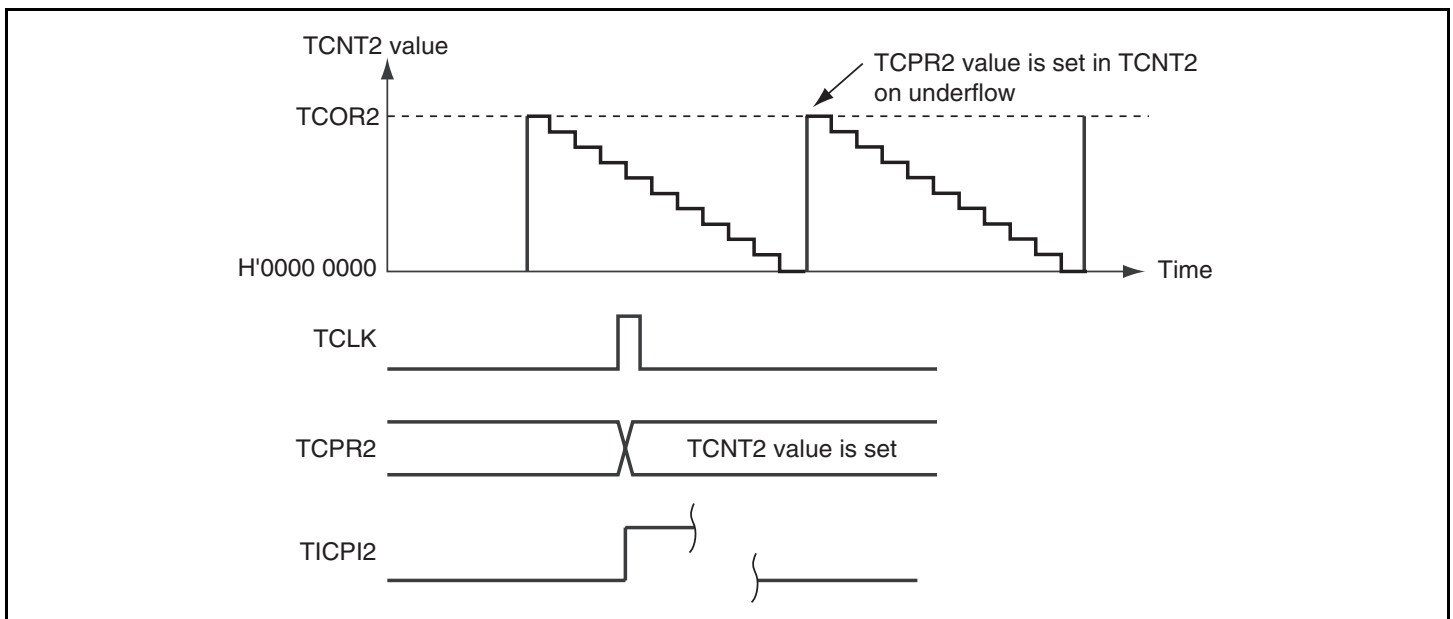 TCNT2 value
TCPR2 value is set in TCNT2
on underflow
TCOR2
H'0000 0000
Time
TCLK
TCPR2
TCNT2 value is set
TICPI2